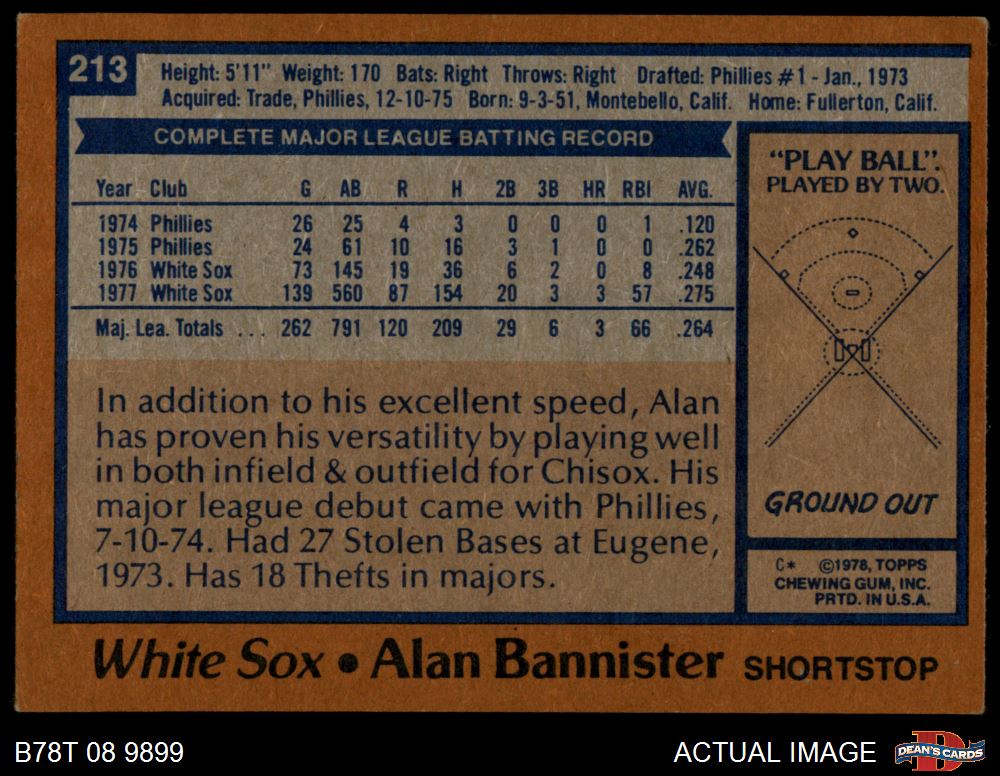 213
Height: 5'11" Weight: 170 Bats: Right Throws: Right Drafted: Phillies #1 - Jan., 1973
Acquired: Trade, Phillies, 12-10-75 Born: 9-3-51, Montebello, Calif. Home: Fullerton, Calif.
COMPLETE MAJOR LEAGUE BATTING RECORD
Year Club G AB R H 2B 3B HR RBI AVG.
1974 Phillies 26 25 4 3 0 0 0 1 .120
1975 Phillies 24 61 10 16 3 1 0 0 .262
1976 White Sox 73 145 19 36 6 2 0 8 .248
1977 White Sox 139 560 87 154 20 3 3 57 .275
Maj. Lea. Totals ... 262 791 120 209 29 6 3 66 .264
In addition to his excellent speed, Alan
has proven his versatility by playing well
in both infield & outfield for Chisox. His
major league debut came with Phillies,
7-10-74. Had 27 Stolen Bases at Eugene,
1973. Has 18 Thefts in majors.
"PLAY BALL".
PLAYED BY TWO.
GROUND OUT
C* ©1978, TOPPS
CHEWING GUM, INC.
PRTD. IN U.S.A.
White Sox • Alan Bannister SHORTSTOP
B78T 08 9899
ACTUAL IMAGE
D
DEAN'S CARDS